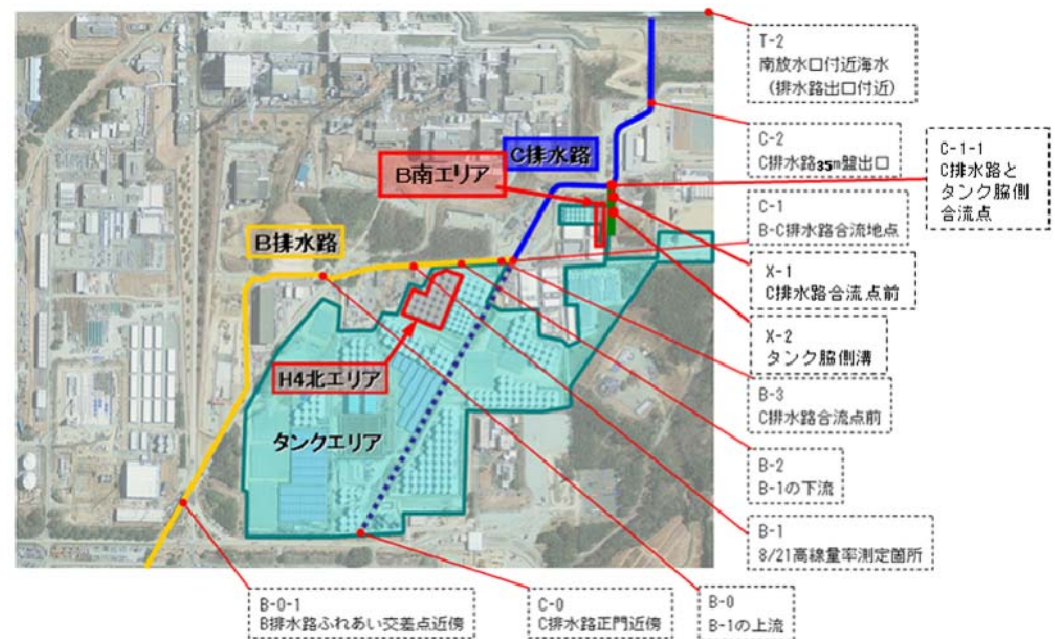 T-2
南放水口付近海水
(排水路出口付近)
C-2
C排水路35m盤出口
C-1-1
C排水路と
タンク脇側
合流点
C排水路
B南エリア
C-1
B-C排水路合流地点
B排水路
X-1
C排水路合流点前
X-2
タンク脇側溝
H4北エリア
B-3
C排水路合流点前
タンクエリア
B-2
B-1の下流
B-1
8/21高線量率測定箇所
B-0-1
B排水路ふれあい交差点近傍
C-0
C排水路正門近傍
B-0
B-1の上流